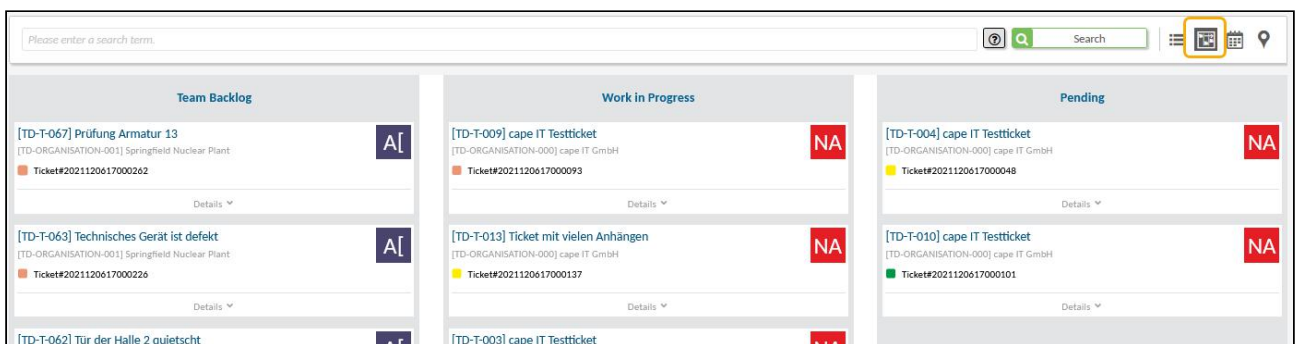 Please enter a search term.
?
Search
Team Backlog
[TD-T-067] Prüfung Armatur 13
A[
[TD-ORGANISATION-001] Springfield Nuclear Plant
Ticket#2021120617000262
Details
[TD-T-063] Technisches Gerät ist defekt
A[
[TD-ORGANISATION-001] Springfield Nuclear Plant
Ticket#2021120617000226
Details
[TD-T-062] Tür der Halle 2 quietscht
A[
Work in Progress
[TD-T-009] cape IT Testticket
NA
[TD-ORGANISATION-000] cape IT GmbH
Ticket#2021120617000093
Details
[TD-T-013] Ticket mit vielen Anhängen
NA
[TD-ORGANISATION-000] cape IT GmbH
Ticket#2021120617000137
Details
[TD-T-003] cape IT Testticket
NA
Pending
[TD-T-004] cape IT Testticket
NA
[TD-ORGANISATION-000] cape IT GmbH
Ticket#2021120617000048
Details
[TD-T-010] cape IT Testticket
NA
[TD-ORGANISATION-000] cape IT GmbH
Ticket#2021120617000101
Details